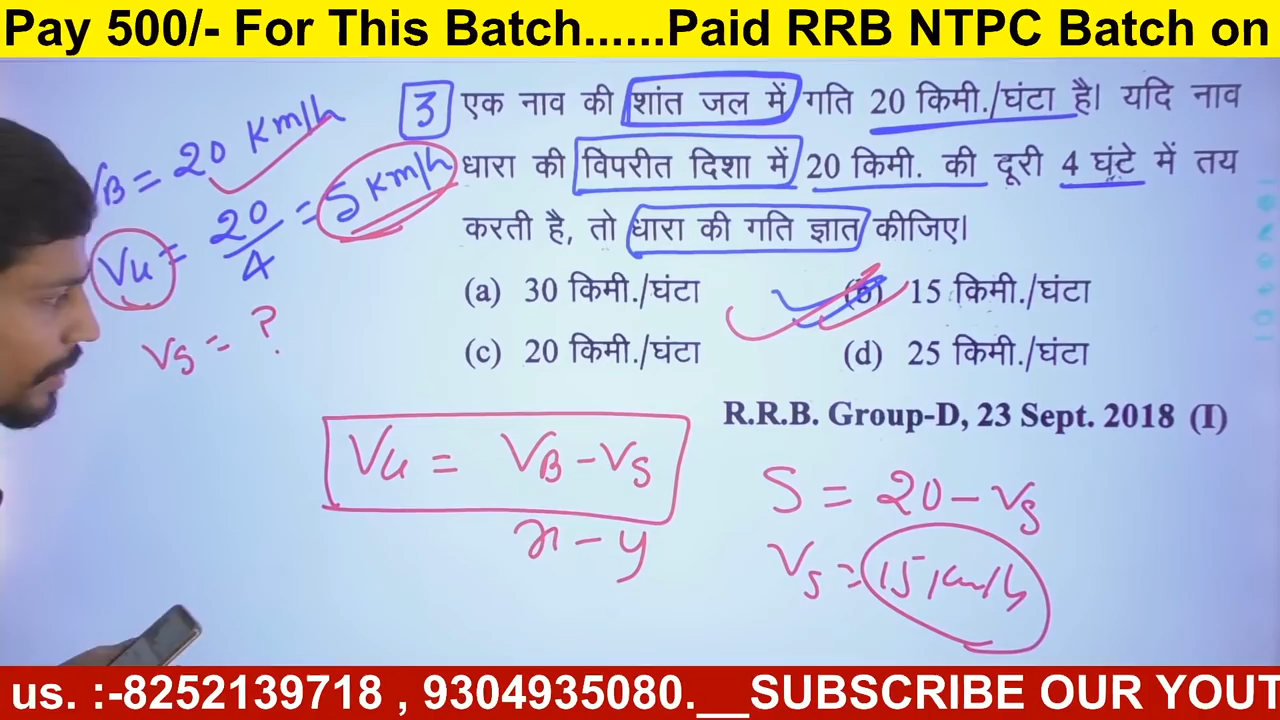 Pay 500/- For This Batch......Paid RRB NTPC Batch on
3 एक नाव की शांत जल में गति 20 किमी./घंटा है। यदि नाव
धारा की विपरीत दिशा में 20 किमी. की दूरी 4 घंटे में तय
करती है, तो धारा की गति ज्ञात कीजिए।
(a) 30 किमी./घंटा (b) 15 किमी./घंटा
(c) 20 किमी./घंटा (d) 25 किमी./घंटा
R.R.B. Group-D, 23 Sept. 2018 (I)
VB = 20 Km/h
Vu = 20/4 = 5 Km/h
VS = ?
Vu = VB - VS
x - y
5 = 20 - VS
VS = 15 Km/h
us. :-8252139718 , 9304935080.__SUBSCRIBE OUR YOUT